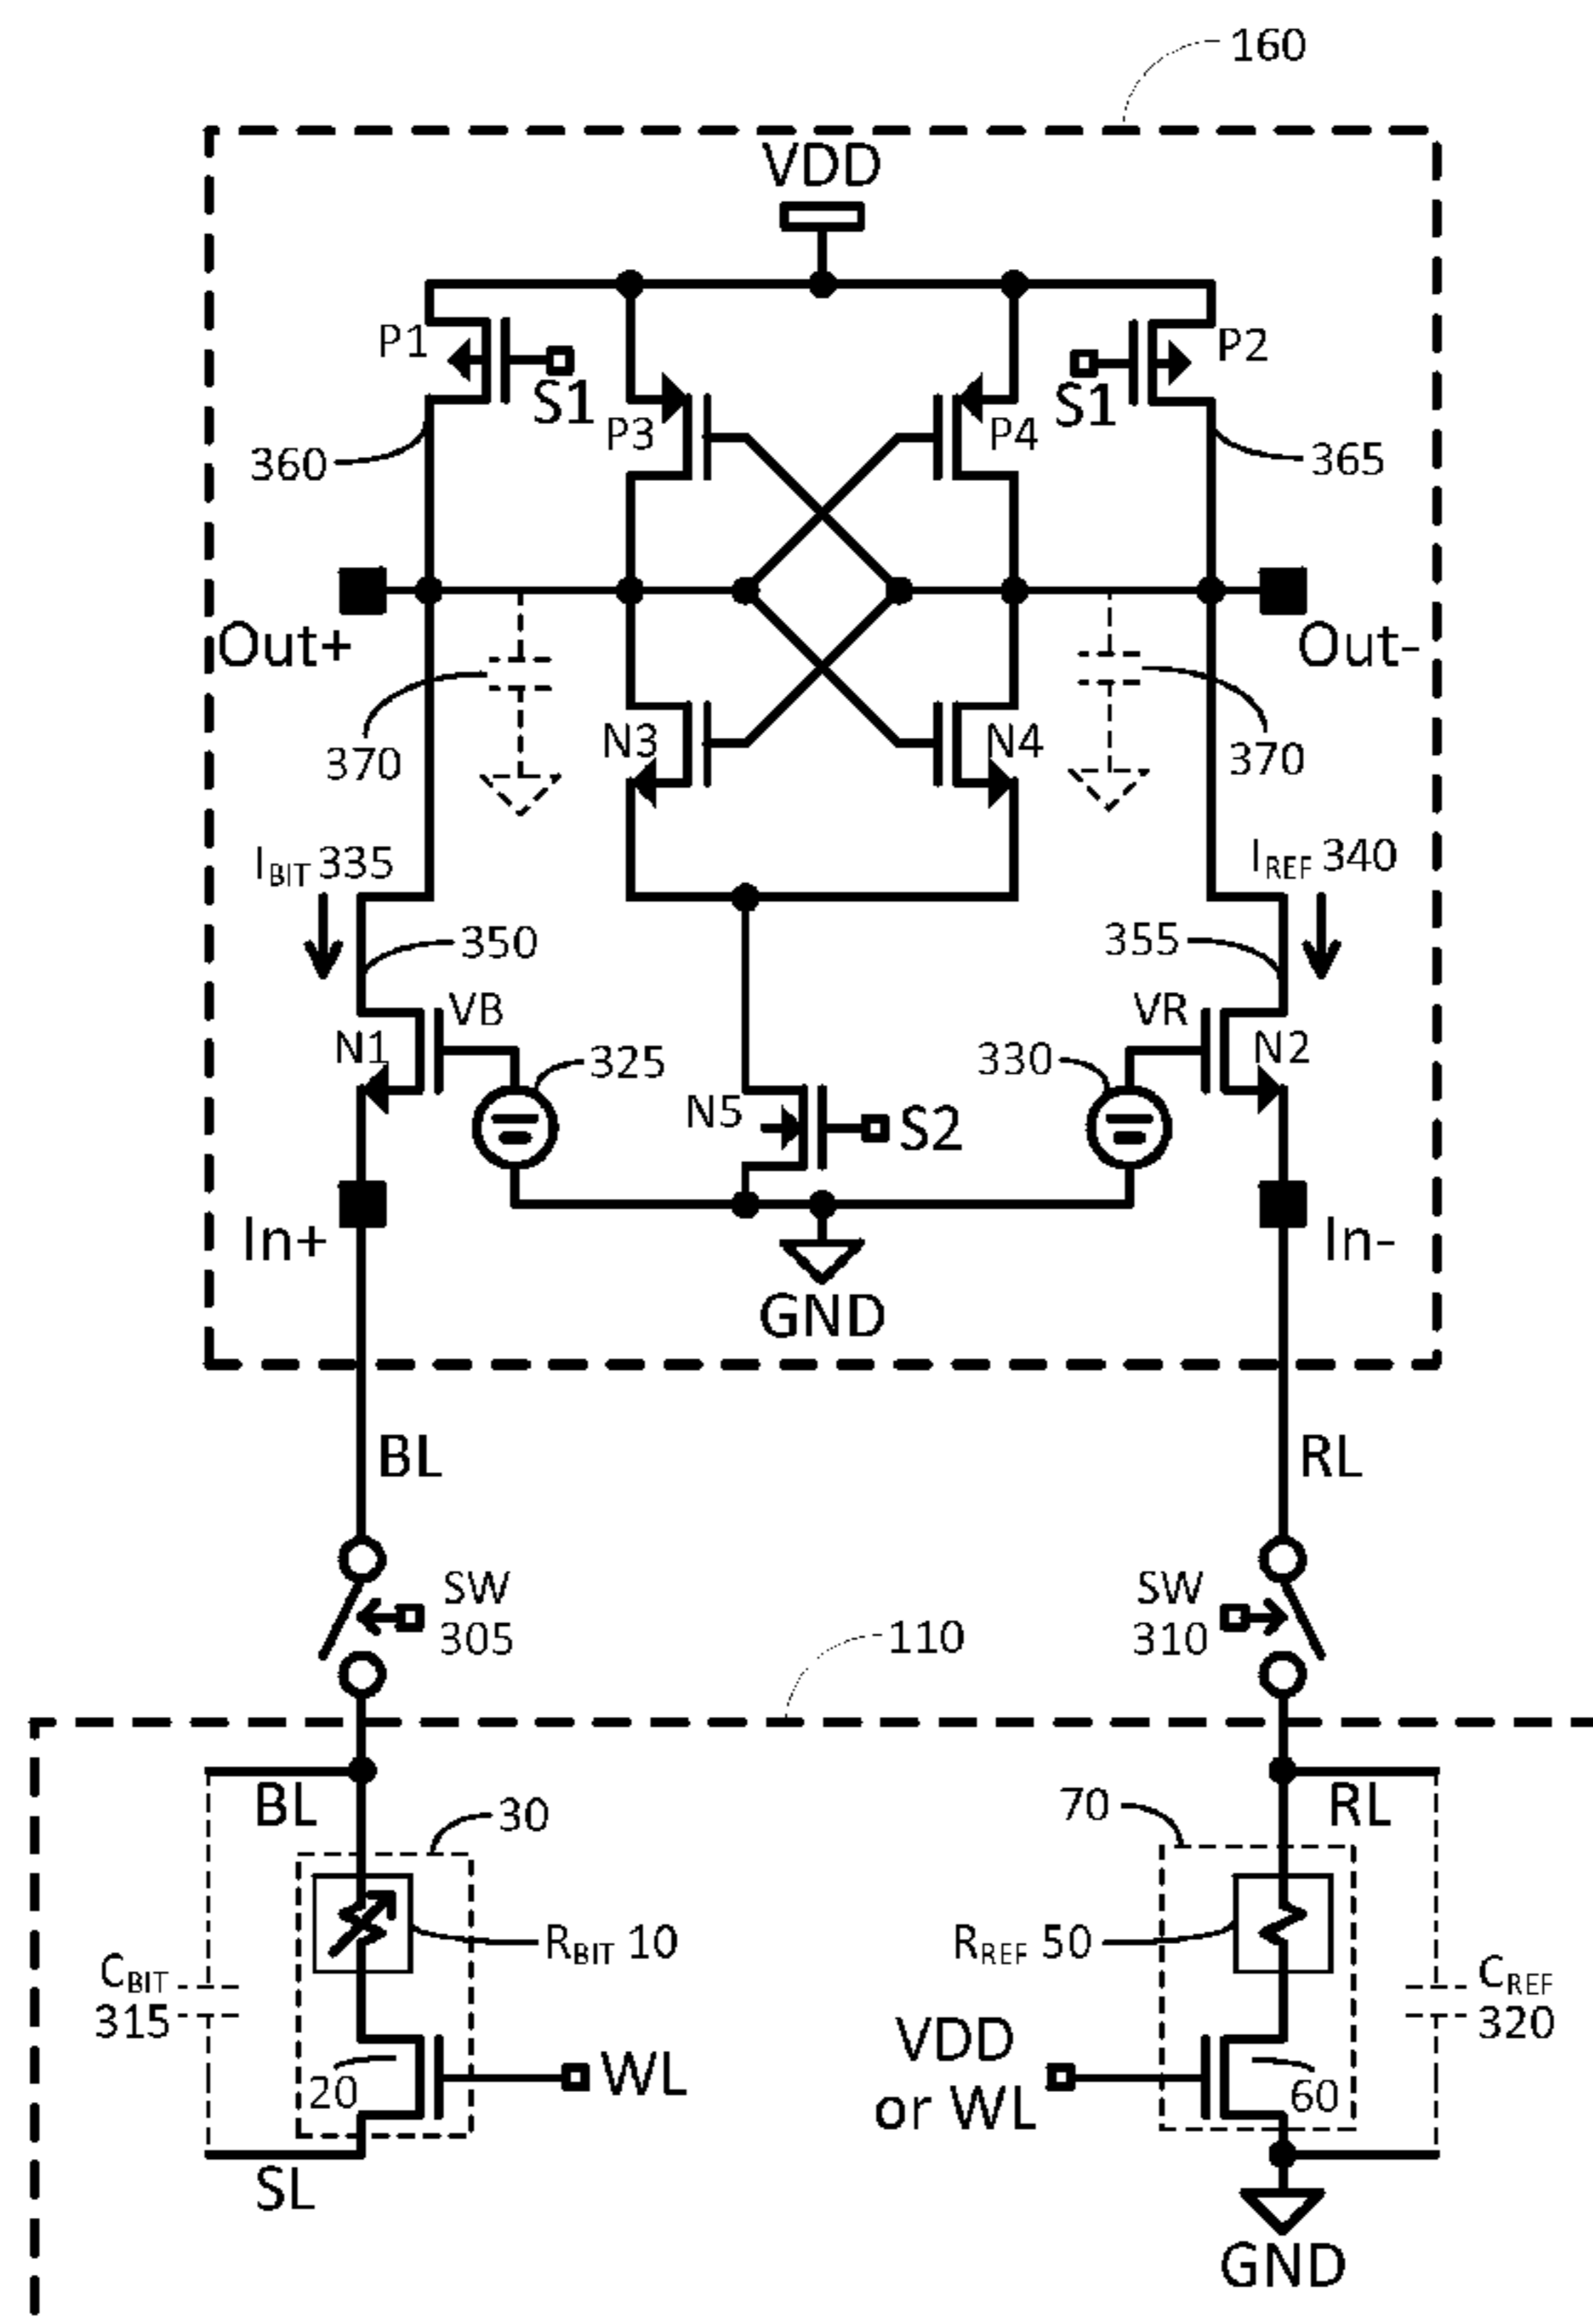 160
VDD
P1
S1
P2
S1
P3
P4
360
365
Out+
Out-
370
N3
N4
370
I_BIT 335
I_REF 340
350
355
VB
VR
N1
325
330
N2
N5
S2
In+
In-
GND
BL
RL
SW
305
SW
310
110
BL
30
70
RL
R_BIT 10
R_REF 50
C_BIT
315
C_REF
320
20
WL
VDD
or WL
60
SL
GND